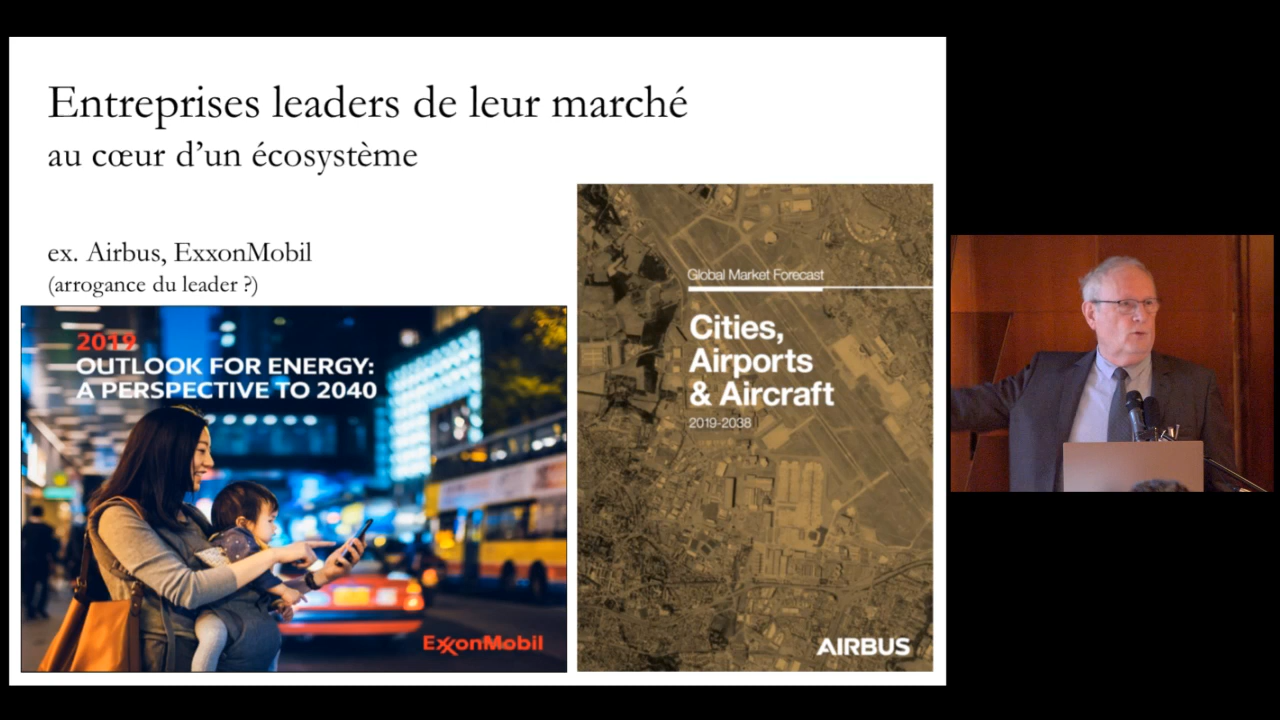 Entreprises leaders de leur marché
au cœur d'un écosystème
ex. Airbus, ExxonMobil
(arrogance du leader ?)
2019
OUTLOOK FOR ENERGY:
A PERSPECTIVE TO 2040
ExxonMobil
Global Market Forecast
Cities,
Airports
& Aircraft
2019-2038
AIRBUS